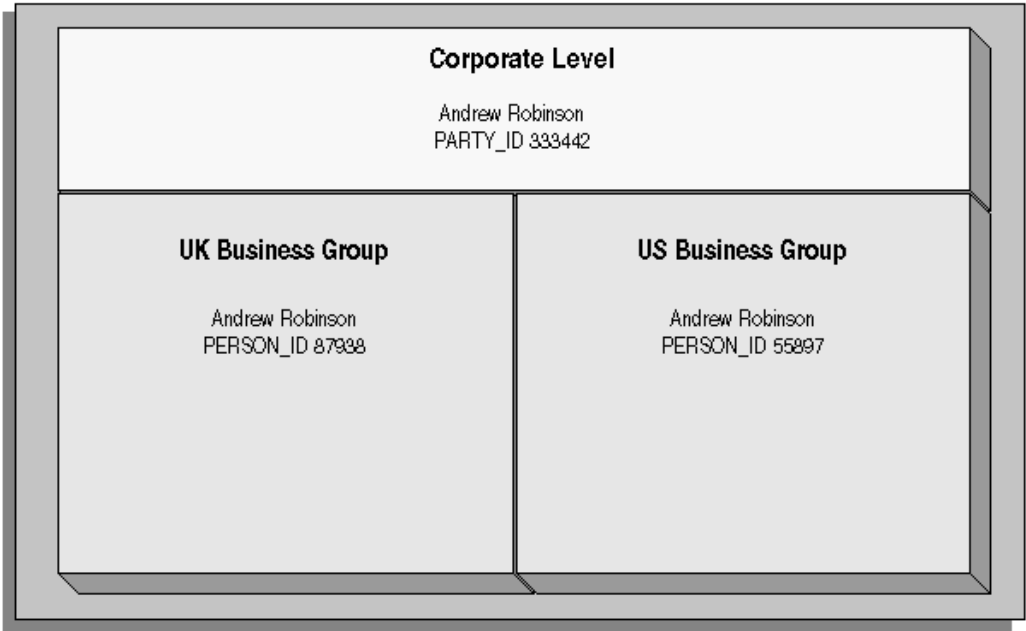 Corporate Level
Andrew Robinson
PARTY_ID 333442
UK Business Group
Andrew Robinson
PERSON_ID 87938
US Business Group
Andrew Robinson
PERSON_ID 55897